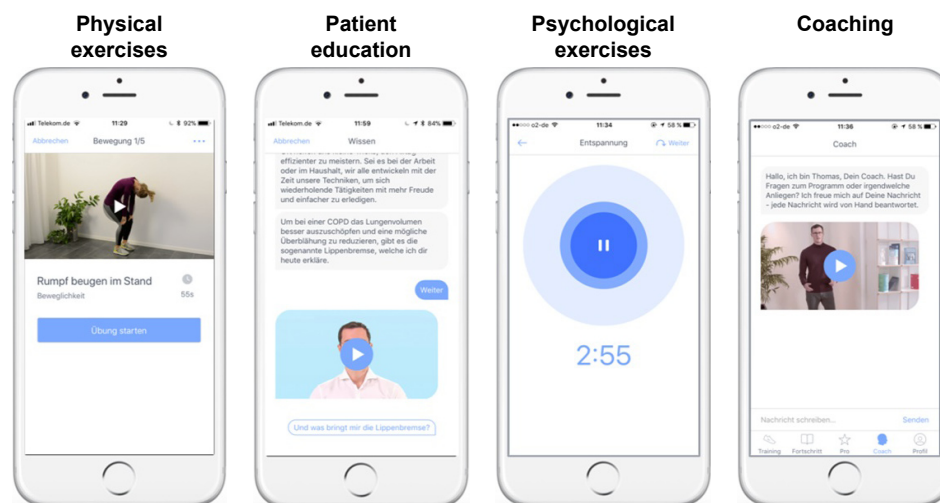 Physical
exercises
Patient
education
Psychological
exercises
Coaching
Telekom.de
11:29
92%
Abbrechen
Bewegung 1/5
Rumpf beugen im Stand
Beweglichkeit
55s
Übung starten
Telekom.de
11:59
84%
Abbrechen
Wissen
effizienter zu meistern. Sei es bei der Arbeit
oder im Haushalt, wir alle entwickeln mit der
Zeit unsere Techniken, um sich
wiederholende Tätigkeiten mit mehr Freude
und einfacher zu erledigen.
Um bei einer COPD das Lungenvolumen
besser auszuschöpfen und eine mögliche
Überblähung zu reduzieren, gibt es die
sogenannte Lippenbremse, welche ich dir
heute erkläre.
Weiter
Und was bringt mir die Lippenbremse?
o2-de
11:34
58 %
Entspannung
Weiter
2:55
o2-de
11:36
58 %
Coach
Hallo, ich bin Thomas, Dein Coach. Hast Du
Fragen zum Programm oder irgendwelche
Anliegen? Ich freue mich auf Deine Nachricht
- jede Nachricht wird von Hand beantwortet.
Nachricht schreiben...
Senden
Training
Fortschritt
Pro
Coach
Profil